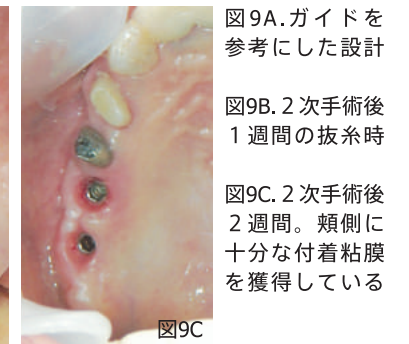 図9A.ガイドを
参考にした設計
図9B.２次手術後
１週間の抜糸時
図9C.２次手術後
２週間。頬側に
十分な付着粘膜
を獲得している
図9C